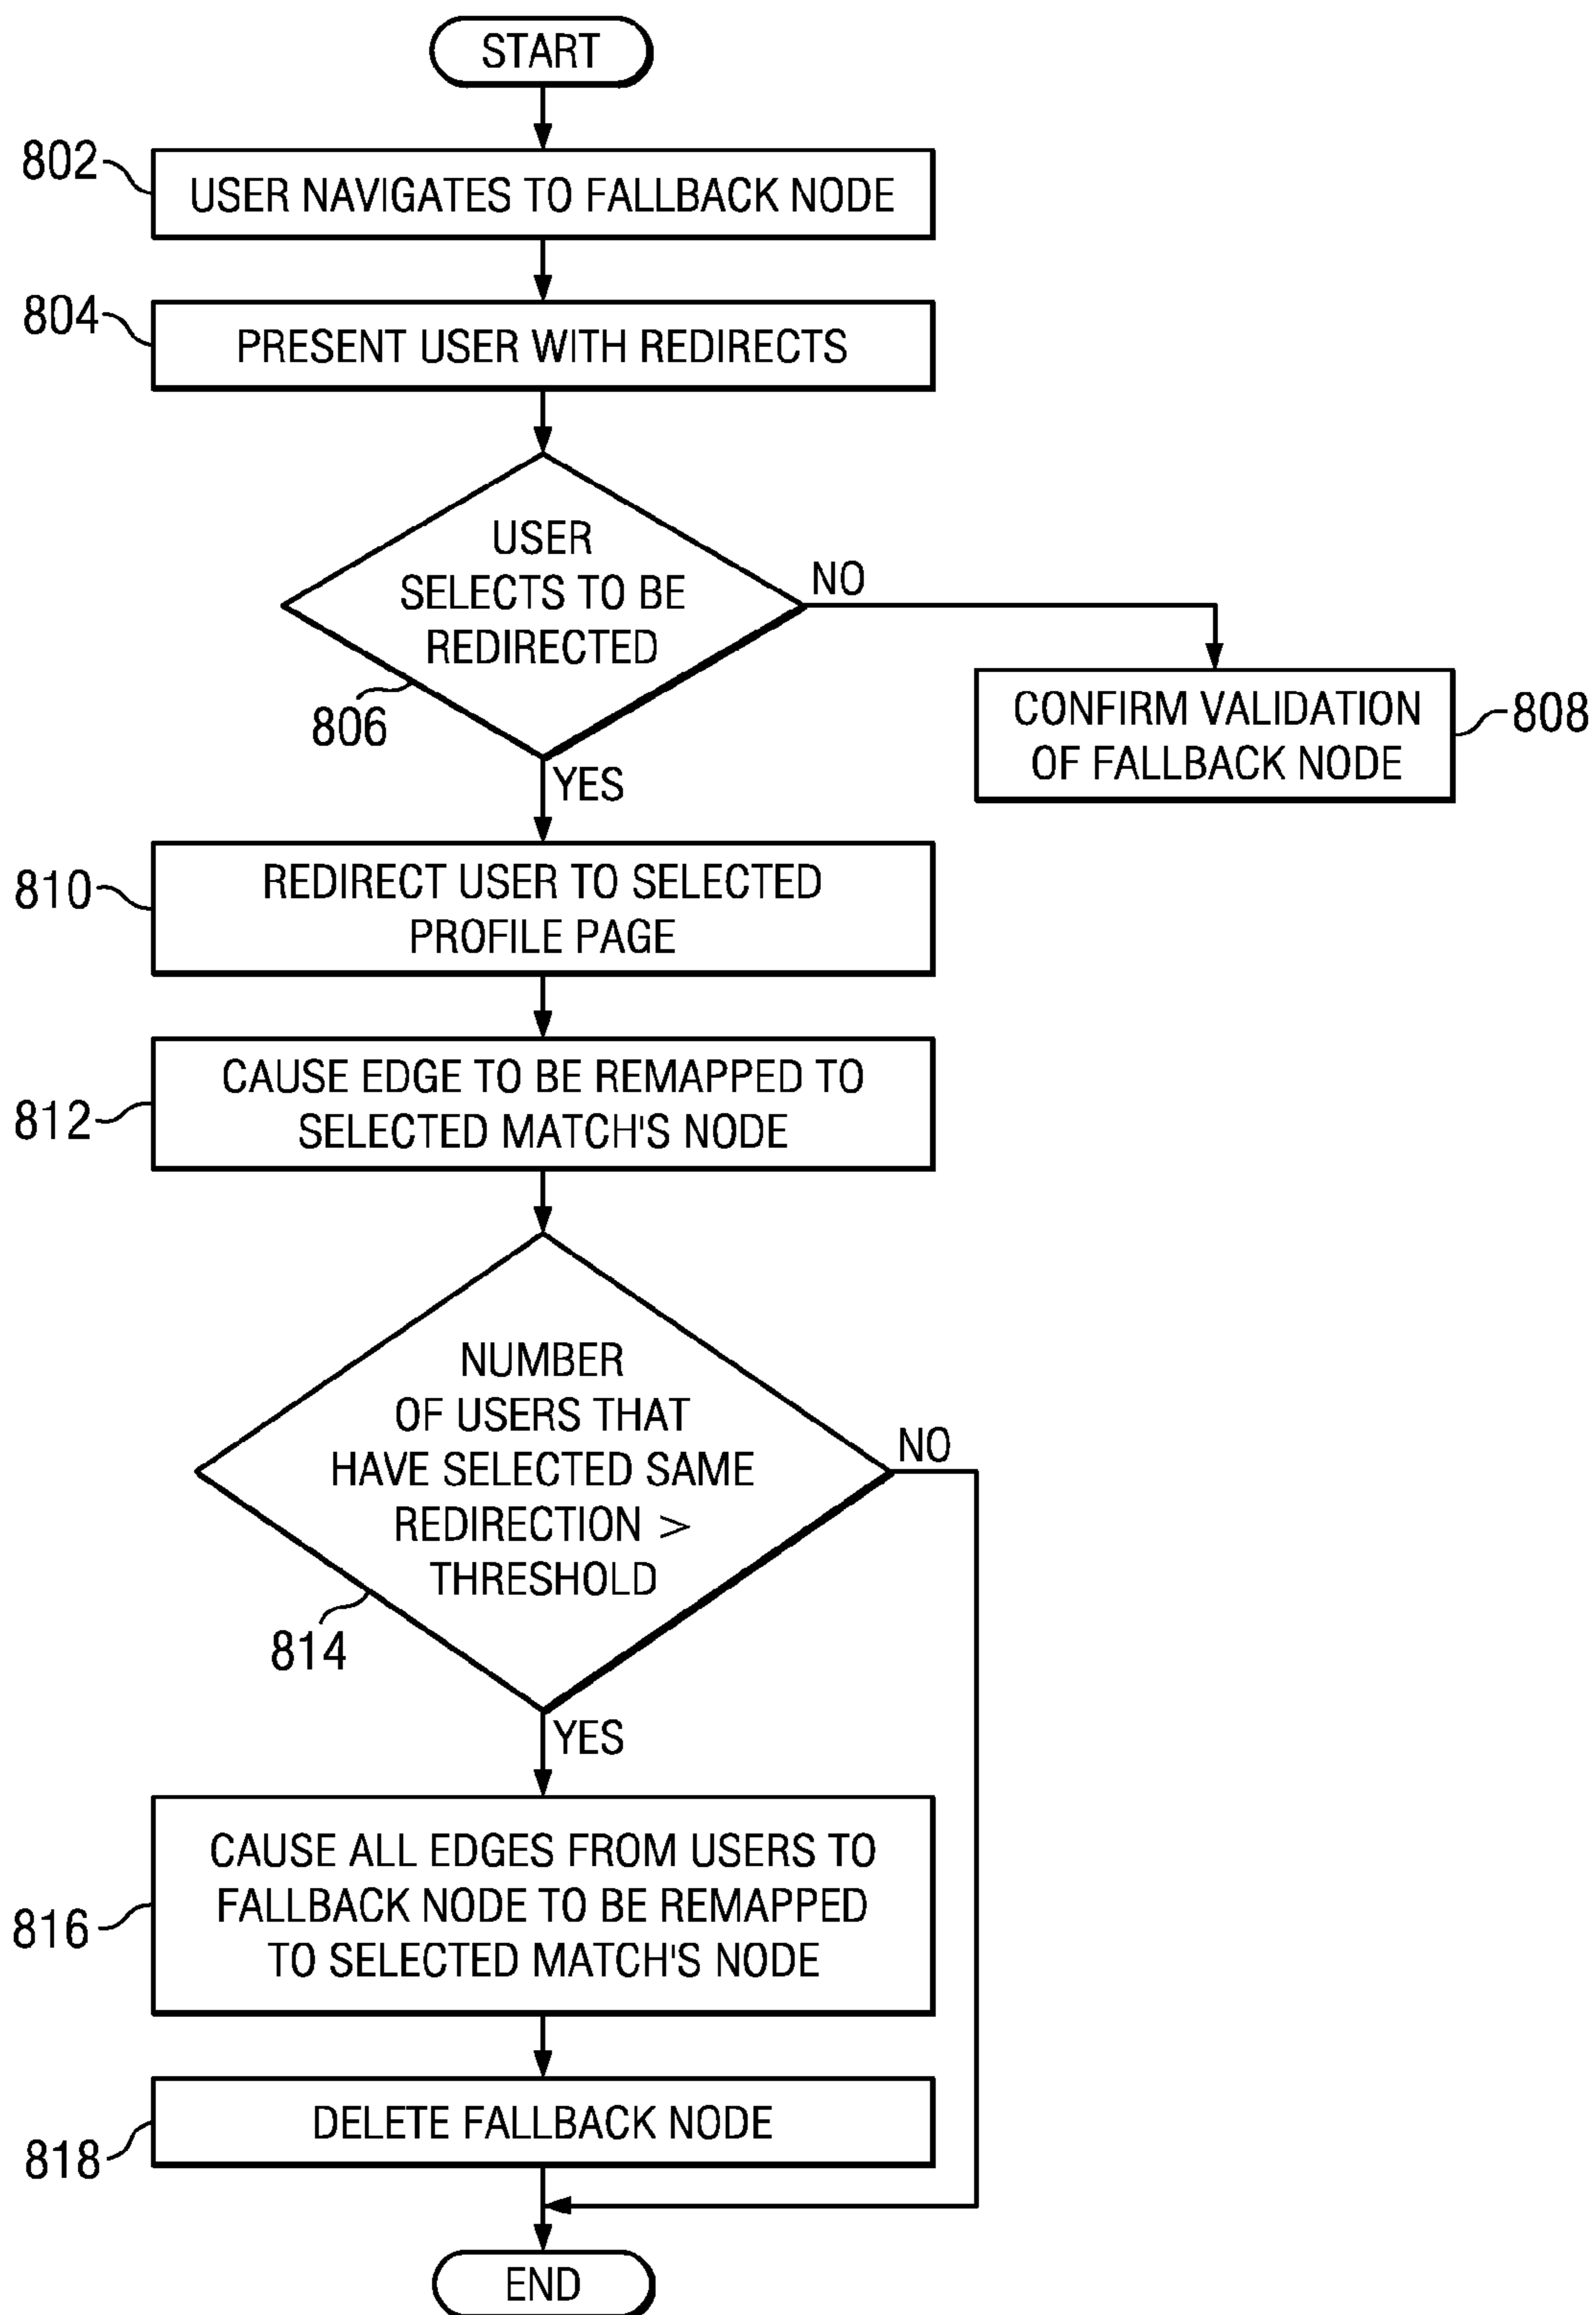 START
802
USER NAVIGATES TO FALLBACK NODE
804
PRESENT USER WITH REDIRECTS
USER
SELECTS TO BE
REDIRECTED
NO
806
YES
CONFIRM VALIDATION
OF FALLBACK NODE
808
810
REDIRECT USER TO SELECTED
PROFILE PAGE
812
CAUSE EDGE TO BE REMAPPED TO
SELECTED MATCH'S NODE
NUMBER
OF USERS THAT
HAVE SELECTED SAME
REDIRECTION >
THRESHOLD
NO
814
YES
816
CAUSE ALL EDGES FROM USERS TO
FALLBACK NODE TO BE REMAPPED
TO SELECTED MATCH'S NODE
818
DELETE FALLBACK NODE
END